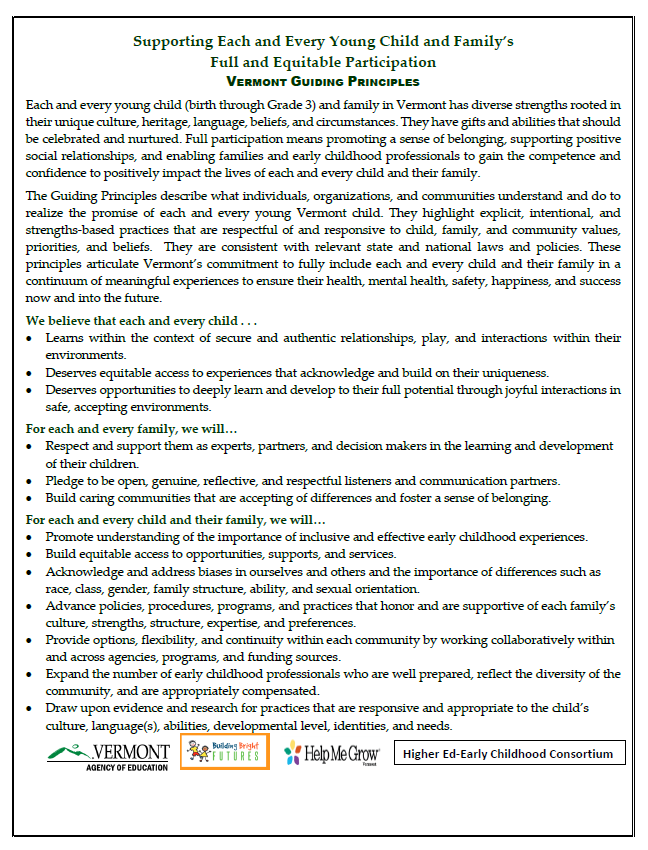 Supporting Each and Every Young Child and Family's
Full and Equitable Participation
VERMONT GUIDING PRINCIPLES
Each and every young child (birth through Grade 3) and family in Vermont has diverse strengths rooted in
their unique culture, heritage, language, beliefs, and circumstances. They have gifts and abilities that should
be celebrated and nurtured. Full participation means promoting a sense of belonging, supporting positive
social relationships, and enabling families and early childhood professionals to gain the competence and
confidence to positively impact the lives of each and every child and their family.
The Guiding Principles describe what individuals, organizations, and communities understand and do to
realize the promise of each and every young Vermont child. They highlight explicit, intentional, and
strengths-based practices that are respectful of and responsive to child, family, and community values,
priorities, and beliefs. They are consistent with relevant state and national laws and policies. These
principles articulate Vermont's commitment to fully include each and every child and their family in a
continuum of meaningful experiences to ensure their health, mental health, safety, happiness, and success
now and into the future.
We believe that each and every child . . .
• Learns within the context of secure and authentic relationships, play, and interactions within their
environments.
• Deserves equitable access to experiences that acknowledge and build on their uniqueness.
• Deserves opportunities to deeply learn and develop to their full potential through joyful interactions in
safe, accepting environments.
For each and every family, we will…
• Respect and support them as experts, partners, and decision makers in the learning and development
of their children.
• Pledge to be open, genuine, reflective, and respectful listeners and communication partners.
• Build caring communities that are accepting of differences and foster a sense of belonging.
For each and every child and their family, we will…
• Promote understanding of the importance of inclusive and effective early childhood experiences.
• Build equitable access to opportunities, supports, and services.
• Acknowledge and address biases in ourselves and others and the importance of differences such as
race, class, gender, family structure, ability, and sexual orientation.
• Advance policies, procedures, programs, and practices that honor and are supportive of each family's
culture, strengths, structure, expertise, and preferences.
• Provide options, flexibility, and continuity within each community by working collaboratively within
and across agencies, programs, and funding sources.
• Expand the number of early childhood professionals who are well prepared, reflect the diversity of the
community, and are appropriately compensated.
• Draw upon evidence and research for practices that are responsive and appropriate to the child's
culture, language(s), abilities, developmental level, identities, and needs.
VERMONT
AGENCY OF EDUCATION
Building Bright
FUTURES
Help Me Grow
Vermont
Higher Ed-Early Childhood Consortium